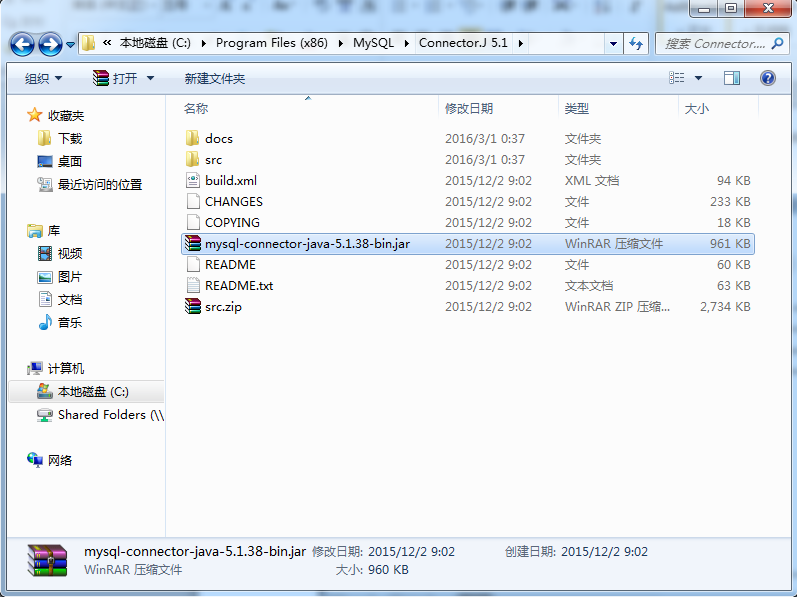 « 本地磁盘 (C:) Program Files (x86) MySQL Connector.J 5.1 搜索 Connector....
组织 打开 新建文件夹
名称 修改日期 类型 大小
收藏夹
下载
桌面
最近访问的位置
库
视频
图片
文档
音乐
计算机
本地磁盘 (C:)
Shared Folders (\\
网络
docs 2016/3/1 0:37 文件夹
src 2016/3/1 0:37 文件夹
build.xml 2015/12/2 9:02 XML 文档 94 KB
CHANGES 2015/12/2 9:02 文件 233 KB
COPYING 2015/12/2 9:02 文件 18 KB
mysql-connector-java-5.1.38-bin.jar 2015/12/2 9:02 WinRAR 压缩文件 961 KB
README 2015/12/2 9:02 文件 60 KB
README.txt 2015/12/2 9:02 文本文档 63 KB
src.zip 2015/12/2 9:02 WinRAR ZIP 压缩... 2,734 KB
mysql-connector-java-5.1.38-bin.jar 修改日期: 2015/12/2 9:02 创建日期: 2015/12/2 9:02
WinRAR 压缩文件 大小: 960 KB